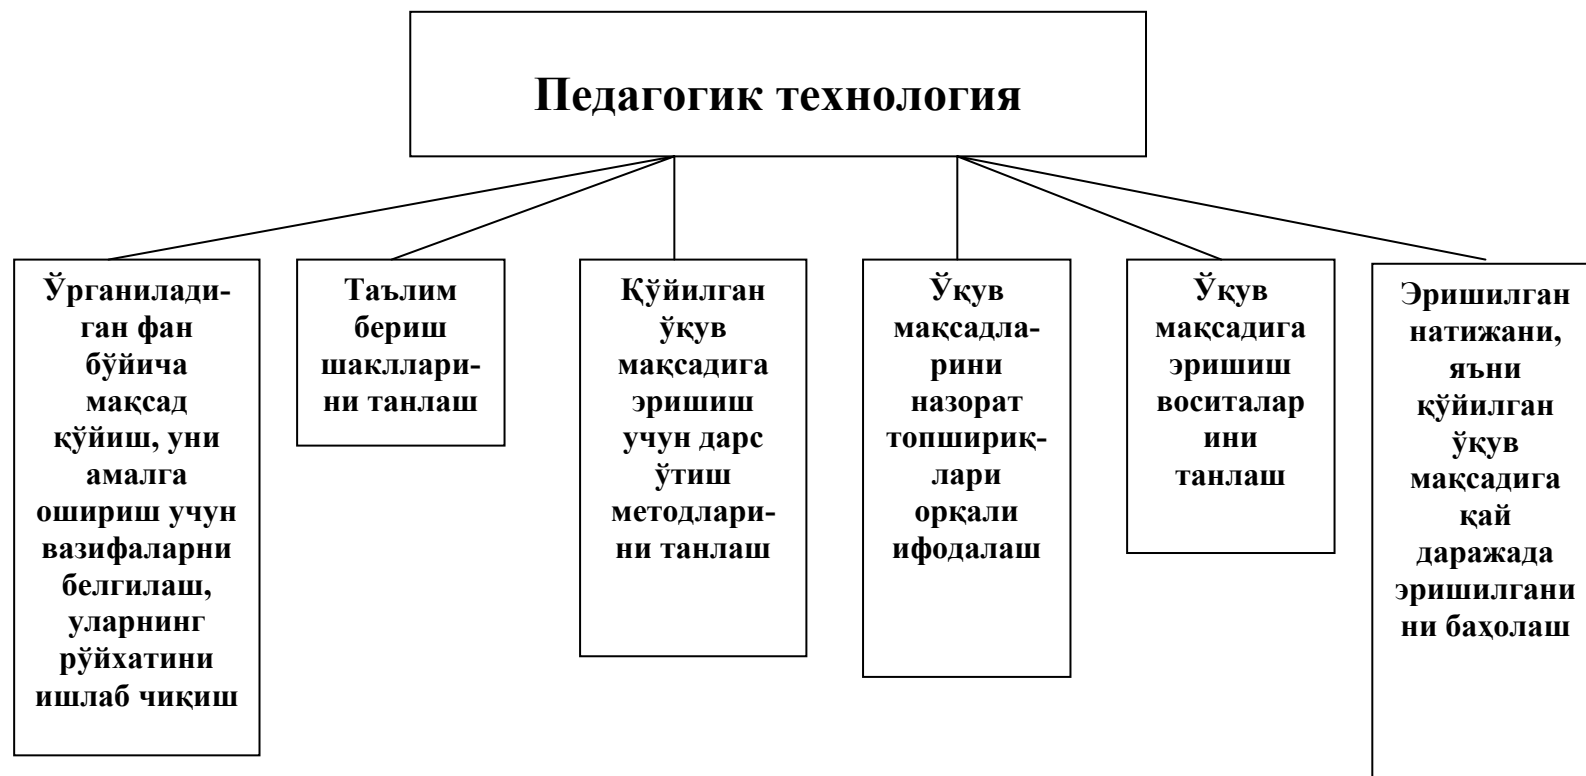 Педагогик технология
Ўрганилади-
ган фан
бўйича
мақсад
қўйиш, уни
амалга
ошириш учун
вазифаларни
белгилаш,
уларнинг
рўйхатини
ишлаб чиқиш
Таълим
бериш
шакллари-
ни танлаш
Қўйилган
ўқув
мақсадига
эришиш
учун дарс
ўтиш
методлари-
ни танлаш
Ўқув
мақсадла-
рини
назорат
топшириқ-
лари
орқали
ифодалаш
Ўқув
мақсадига
эришиш
воситалар
ини
танлаш
Эришилган
натижани,
яъни
қўйилган
ўқув
мақсадига
қай
даражада
эришилгани
ни баҳолаш